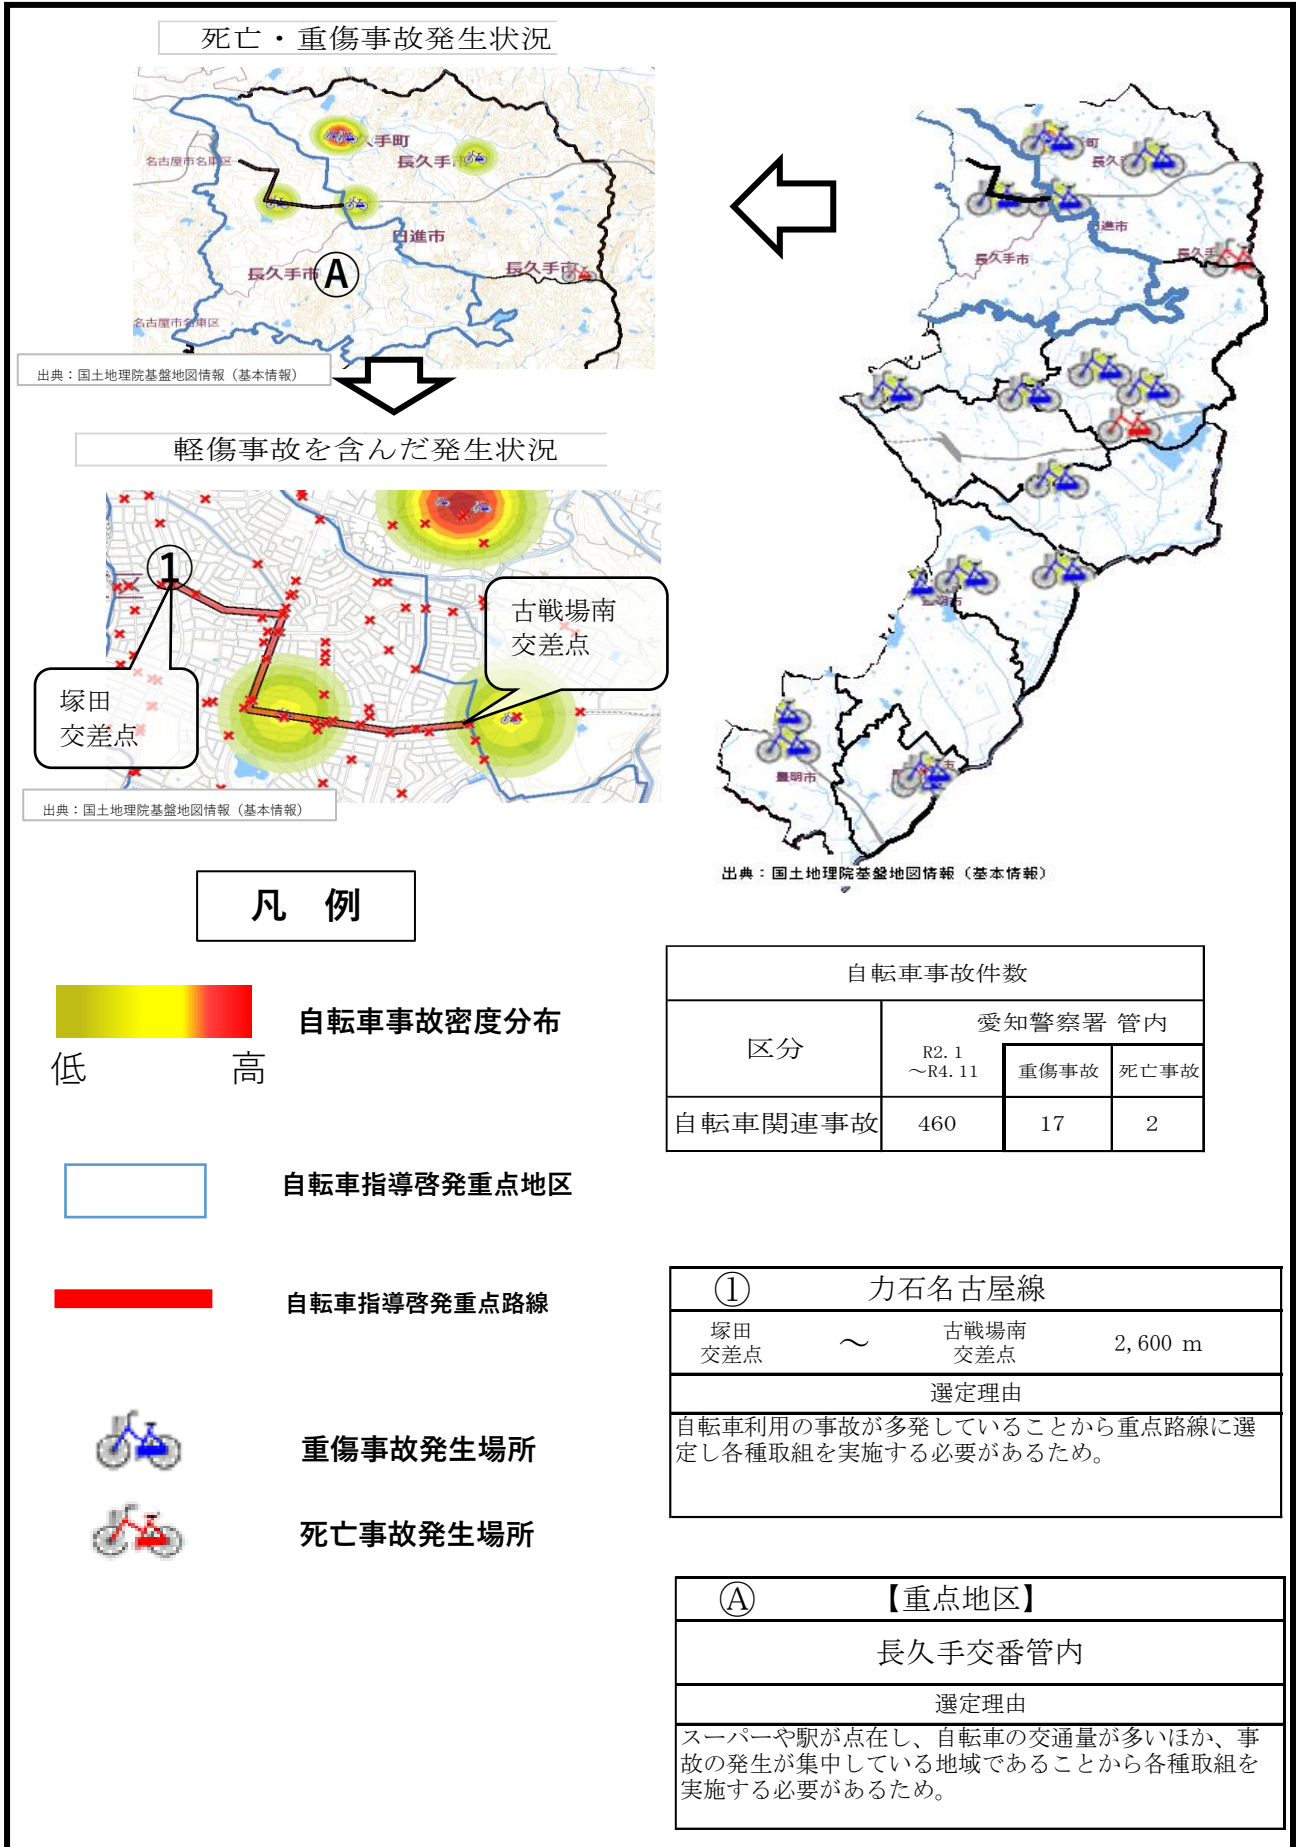 死亡・重傷事故発生状況
名古屋市名東区
久手町
長久手市
日進市
長久手市
Ⓐ
長久手市
名古屋市名東区
出典：国土地理院基盤地図情報（基本情報）
軽傷事故を含んだ発生状況
①
古戦場南
交差点
塚田
交差点
出典：国土地理院基盤地図情報（基本情報）
町
長久
日進市
長久手市
長久手
豊明市
豊明市
出典：国土地理院基盤地図情報（基本情報）
凡 例
自転車事故密度分布
低 高
自転車指導啓発重点地区
自転車指導啓発重点路線
重傷事故発生場所
死亡事故発生場所
自転車事故件数
区分
愛知警察署 管内
R2.1
～R4.11
重傷事故 死亡事故
自転車関連事故 460 17 2
① 力石名古屋線
塚田
交差点
～
古戦場南
交差点
2,600 m
選定理由
自転車利用の事故が多発していることから重点路線に選
定し各種取組を実施する必要があるため。
Ⓐ 【重点地区】
長久手交番管内
選定理由
スーパーや駅が点在し、自転車の交通量が多いほか、事
故の発生が集中している地域であることから各種取組を
実施する必要があるため。